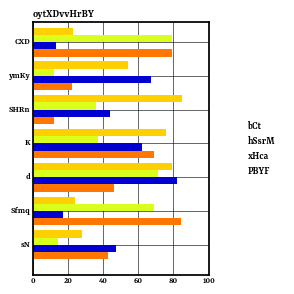 oytXDvvHrBY
CXD
ymKy
SHRn
K
d
Sfmq
sN
0 20 40 60 80 100
bCt
hSsrM
xHca
PBYF